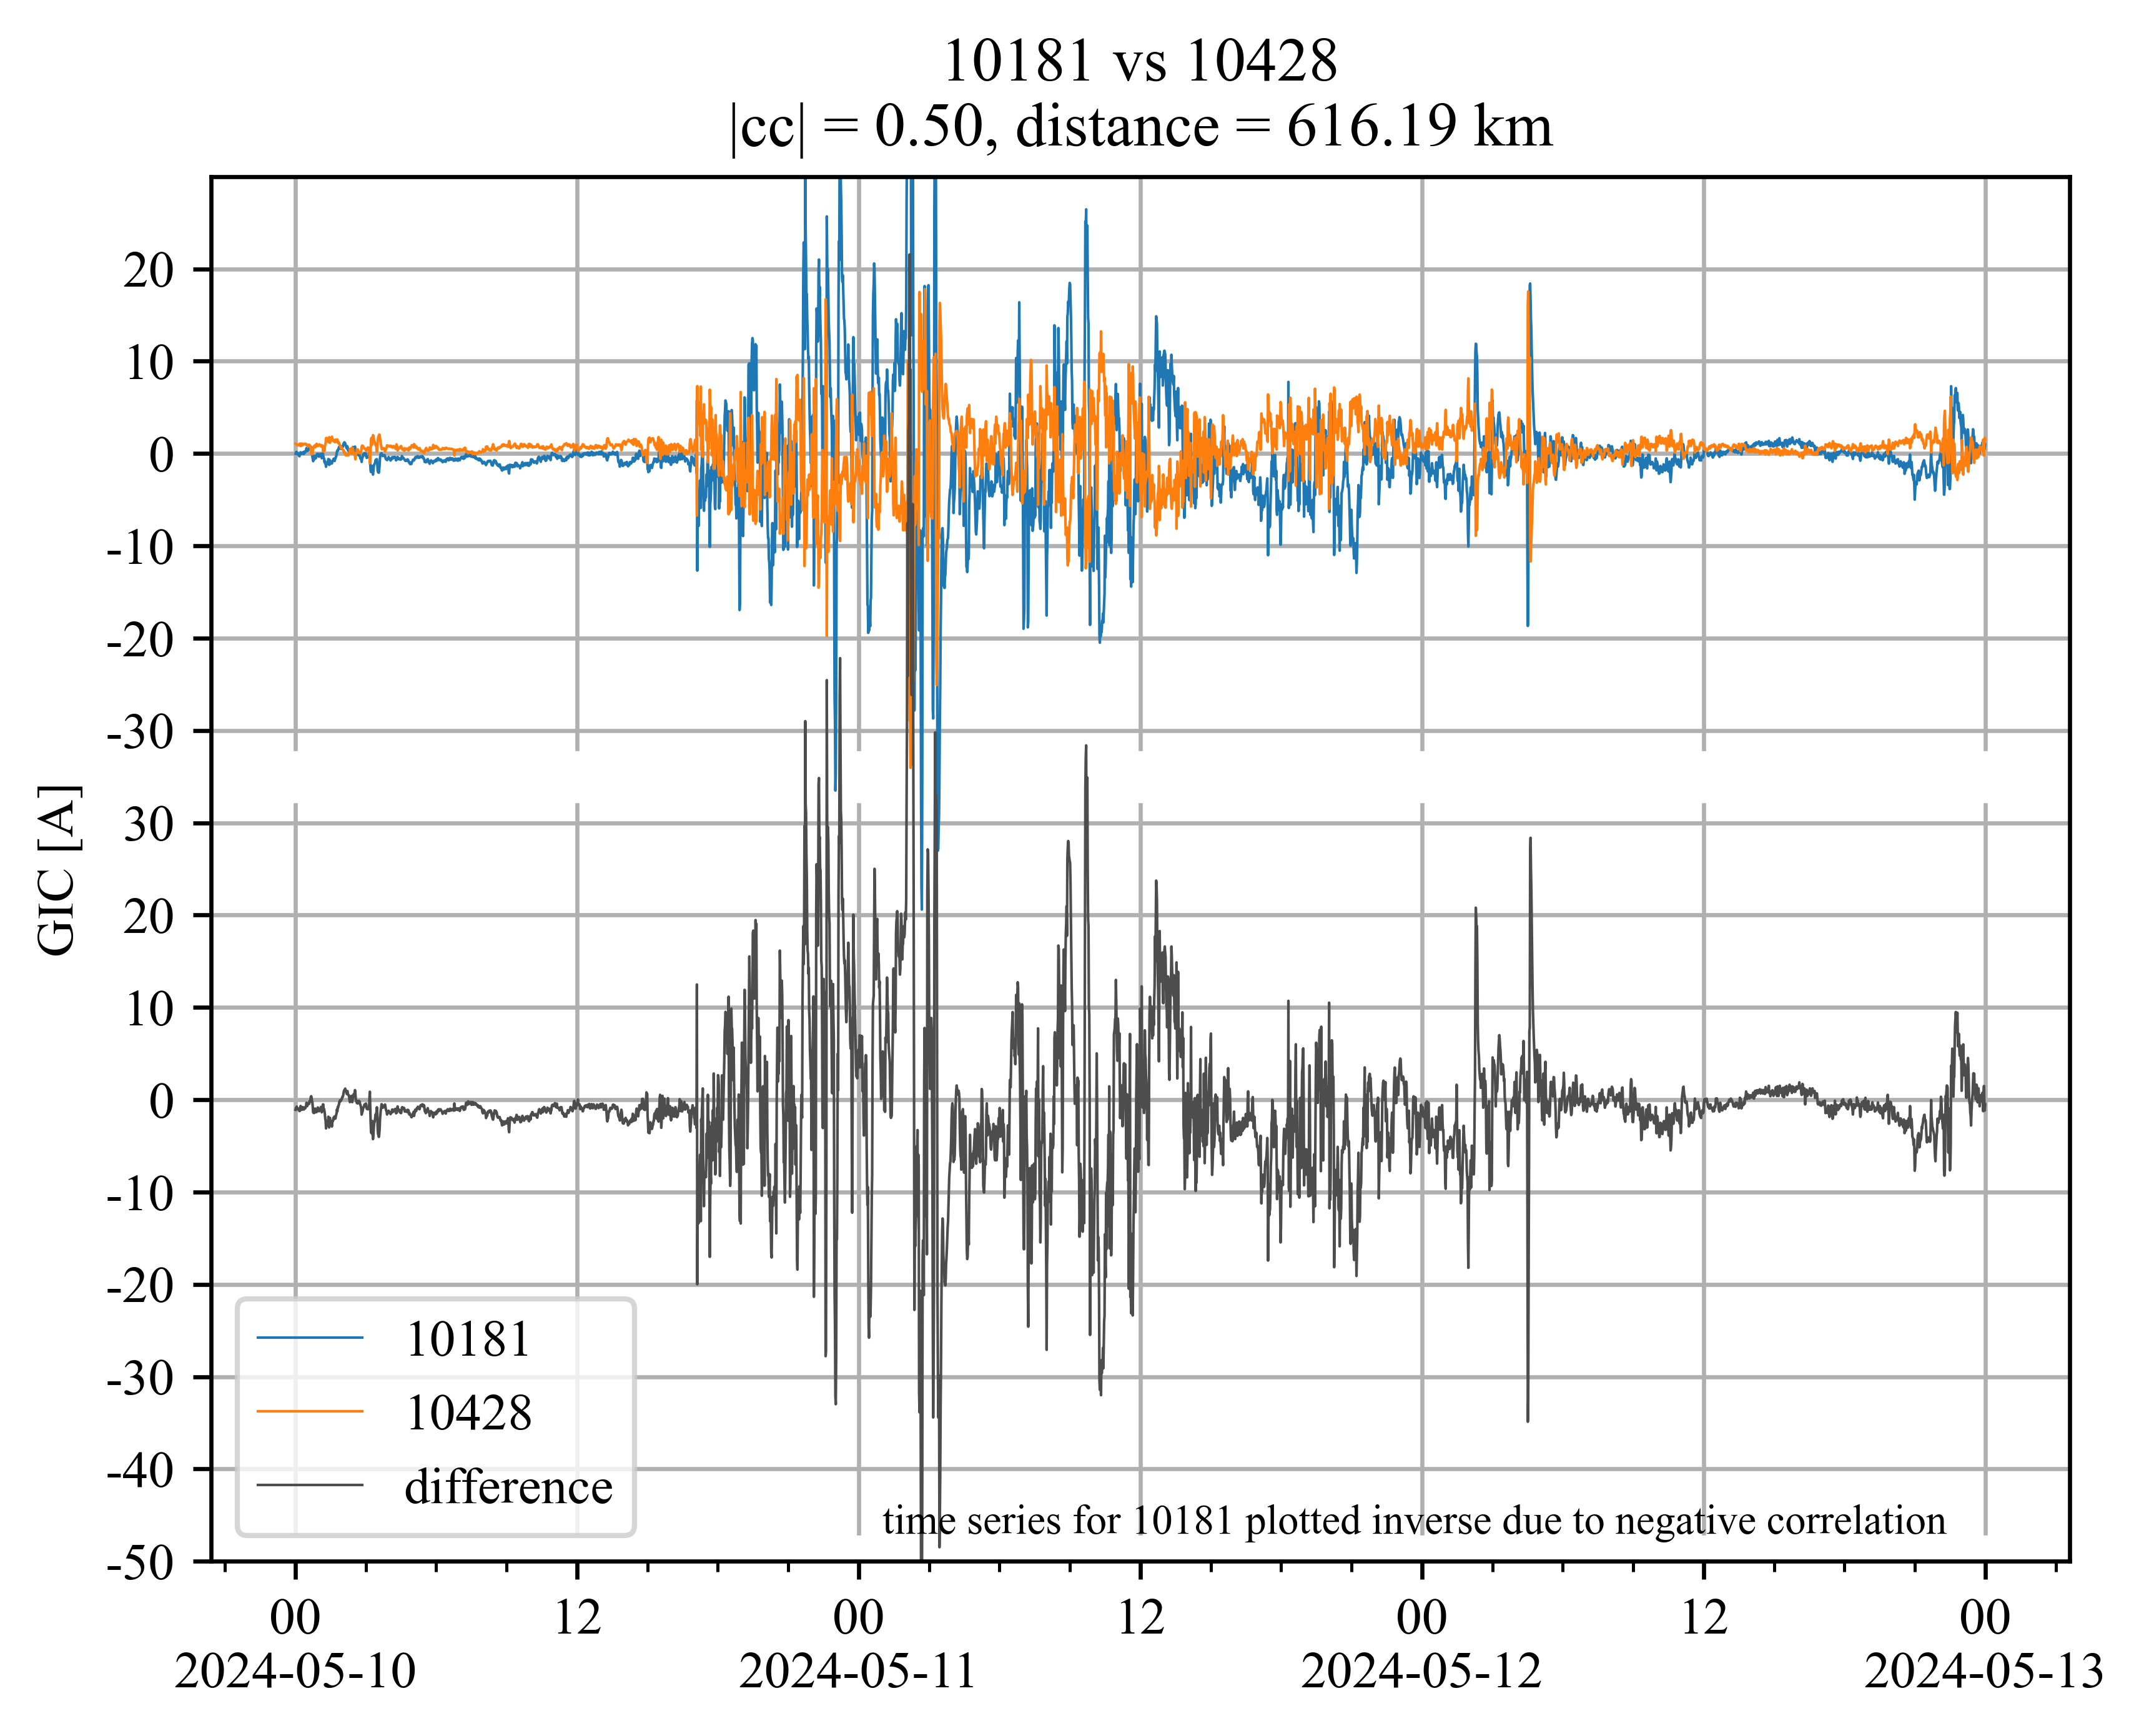 10181 vs 10428
|cc| = 0.50, distance = 616.19 km
GIC [A]
20
10
0
-10
-20
-30
30
20
10
0
-10
-20
-30
-40
-50
10181
10428
difference
time series for 10181 plotted inverse due to negative correlation
00 12 00 12 00 12 00
2024-05-10 2024-05-11 2024-05-12 2024-05-13